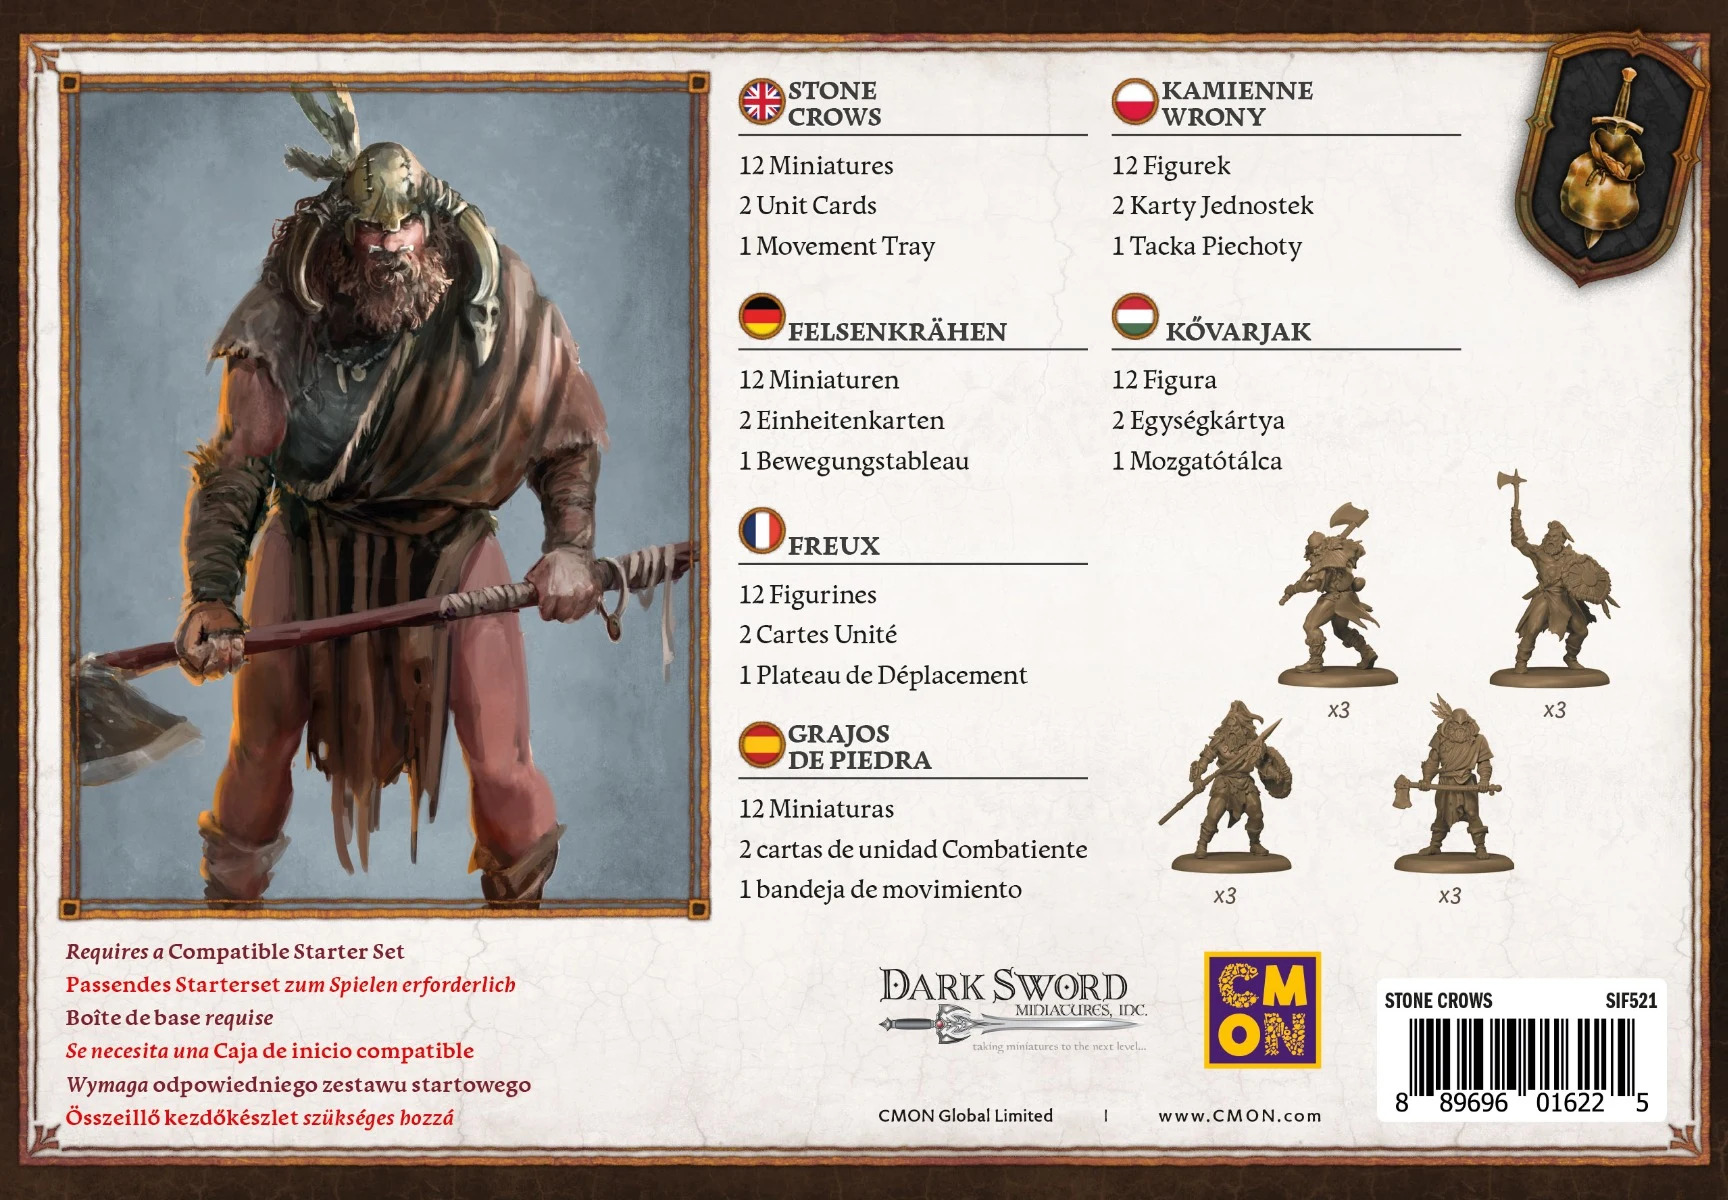 STONE
CROWS
12 Miniatures
2 Unit Cards
1 Movement Tray
FELSENKRÄHEN
12 Miniaturen
2 Einheitenkarten
1 Bewegungstableau
FREUX
12 Figurines
2 Cartes Unité
1 Plateau de Déplacement
GRAJOS
DE PIEDRA
12 Miniaturas
2 cartas de unidad Combatiente
1 bandeja de movimiento
KAMIENNE
WRONY
12 Figurek
2 Karty Jednostek
1 Tacka Piechoty
KŐVARJAK
12 Figura
2 Egységkártya
1 Mozgatótálca
x3
x3
x3
x3
Requires a Compatible Starter Set
Passendes Starterset zum Spielen erforderlich
Boîte de base requise
Se necesita una Caja de inicio compatible
Wymaga odpowiedniego zestawu startowego
Összeillő kezdőkészlet szükséges hozzá
DARK SWORD
MINIATURES, INC.
taking miniatures to the next level...
CMON
CMON Global Limited | www.CMON.com
STONE CROWS SIF521
8 89696 01622 5